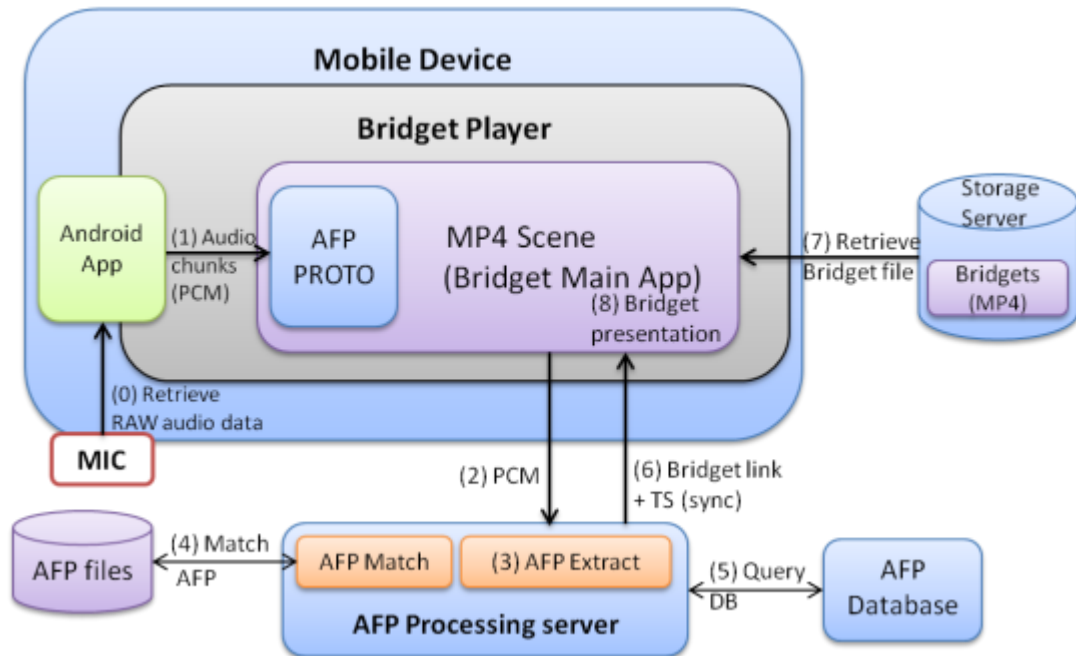 Mobile Device
Bridget Player
Android
App
(1) Audio
chunks
(PCM)
AFP
PROTO
MP4 Scene
(Bridget Main App)
(8) Bridget
presentation
(7) Retrieve
Bridget file
Storage
Server
Bridgets
(MP4)
(0) Retrieve
RAW audio data
MIC
(2) PCM
(6) Bridget link
+ TS (sync)
AFP files
(4) Match
AFP
AFP Match
(3) AFP Extract
AFP Processing server
(5) Query
DB
AFP
Database